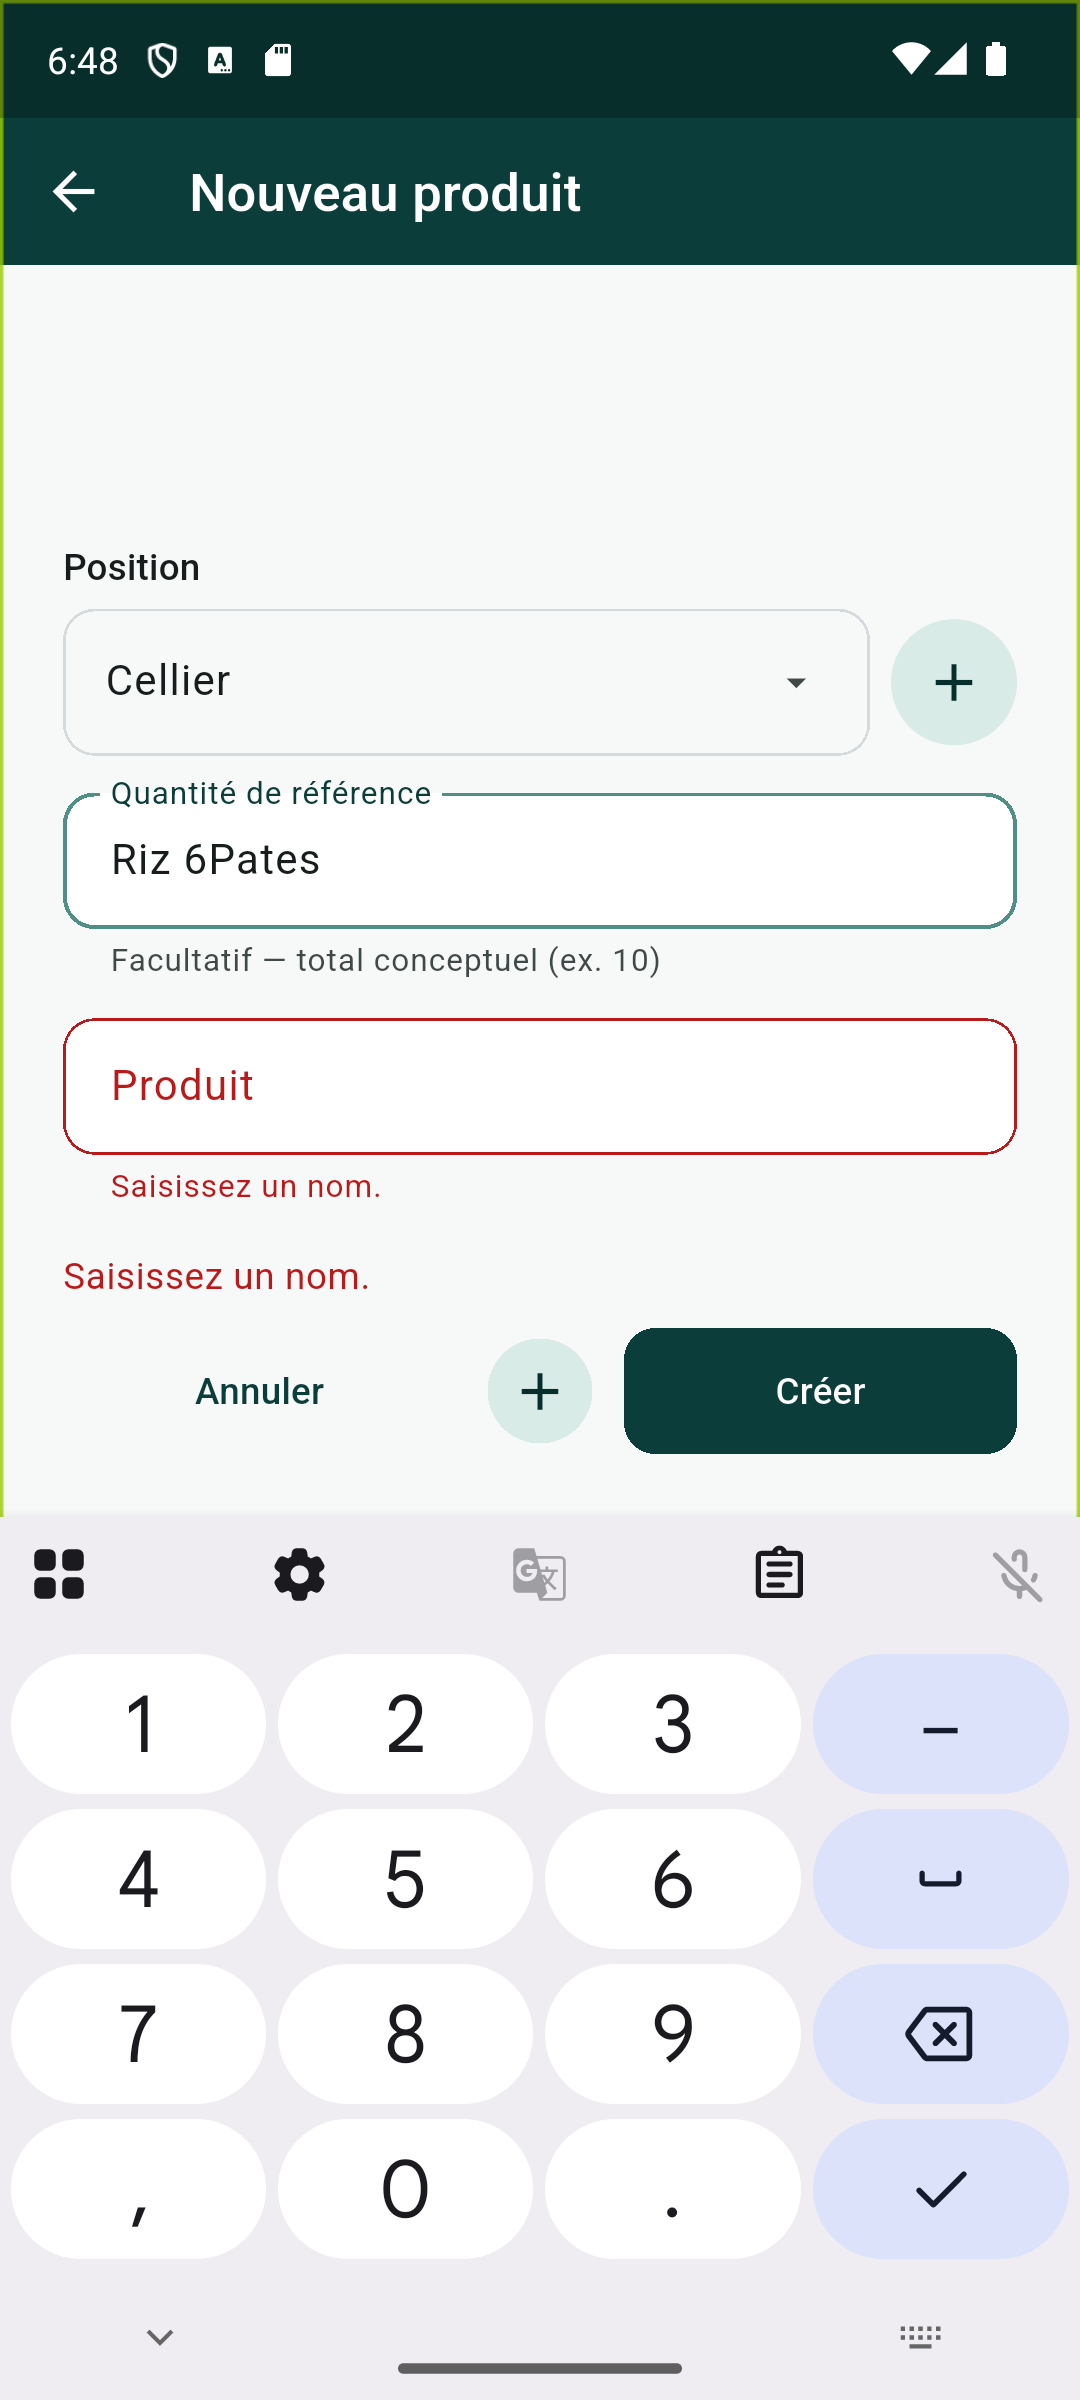 6:48
Nouveau produit
Position
Cellier
Quantité de référence
Riz 6Pates
Facultatif — total conceptuel (ex. 10)
Produit
Saisissez un nom.
Saisissez un nom.
Annuler + Créer
1 2 3 –
4 5 6
7 8 9
, 0 .